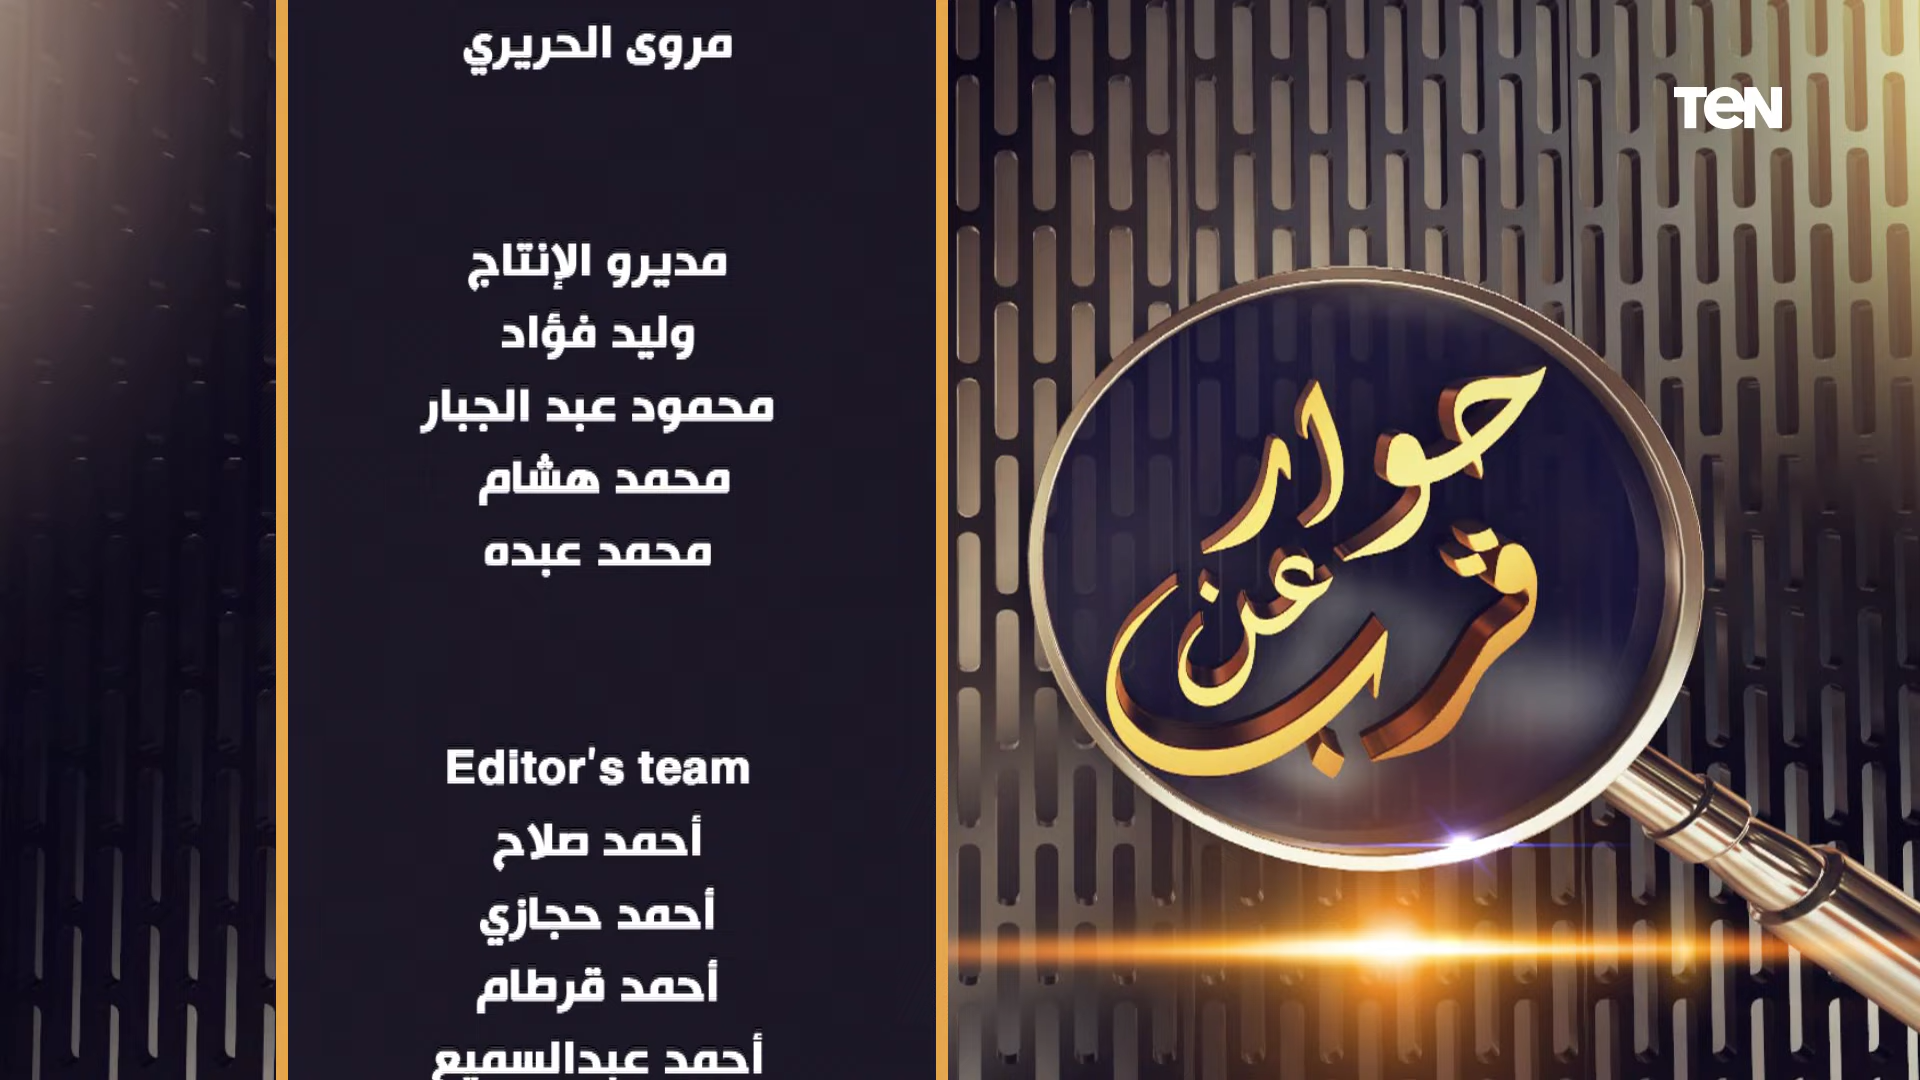 مروى الحريري
مديرو الإنتاج
وليد فؤاد
محمود عبد الجبار
محمد هشام
محمد عبده
Editor's team
أحمد صلاح
أحمد حجازي
أحمد قرطام
أحمد عبدالسميع
TeN
حوار
عن
قرب